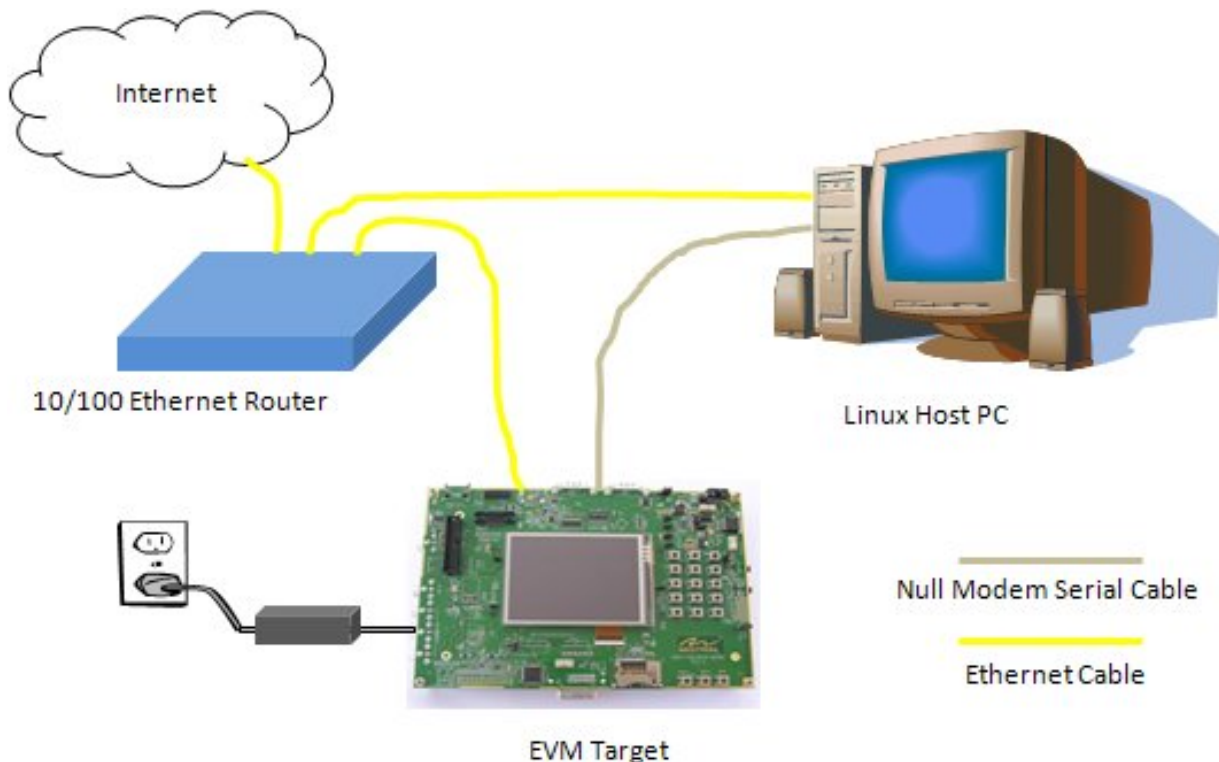 Internet
10/100 Ethernet Router
Linux Host PC
Null Modem Serial Cable
Ethernet Cable
EVM Target